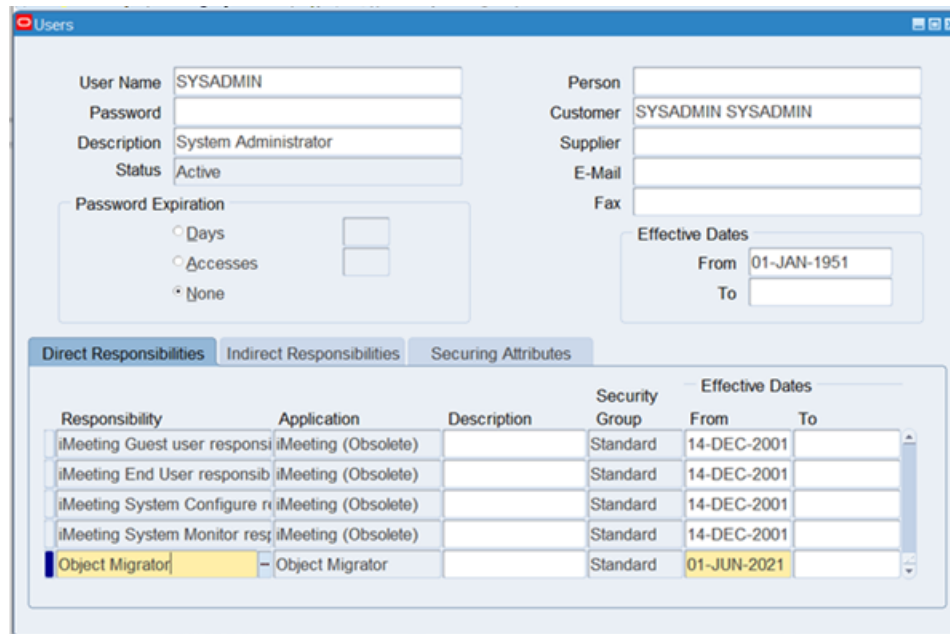 Users
User Name SYSADMIN
Password
Description System Administrator
Status Active
Password Expiration
Days
Accesses
None
Person
Customer SYSADMIN SYSADMIN
Supplier
E-Mail
Fax
Effective Dates
From 01-JAN-1951
To
Direct Responsibilities Indirect Responsibilities Securing Attributes
Effective Dates
Responsibility Application Description Security Group From To
iMeeting Guest user responsi iMeeting (Obsolete) Standard 14-DEC-2001
iMeeting End User responsib iMeeting (Obsolete) Standard 14-DEC-2001
iMeeting System Configure re iMeeting (Obsolete) Standard 14-DEC-2001
iMeeting System Monitor resp iMeeting (Obsolete) Standard 14-DEC-2001
Object Migrator Object Migrator Standard 01-JUN-2021